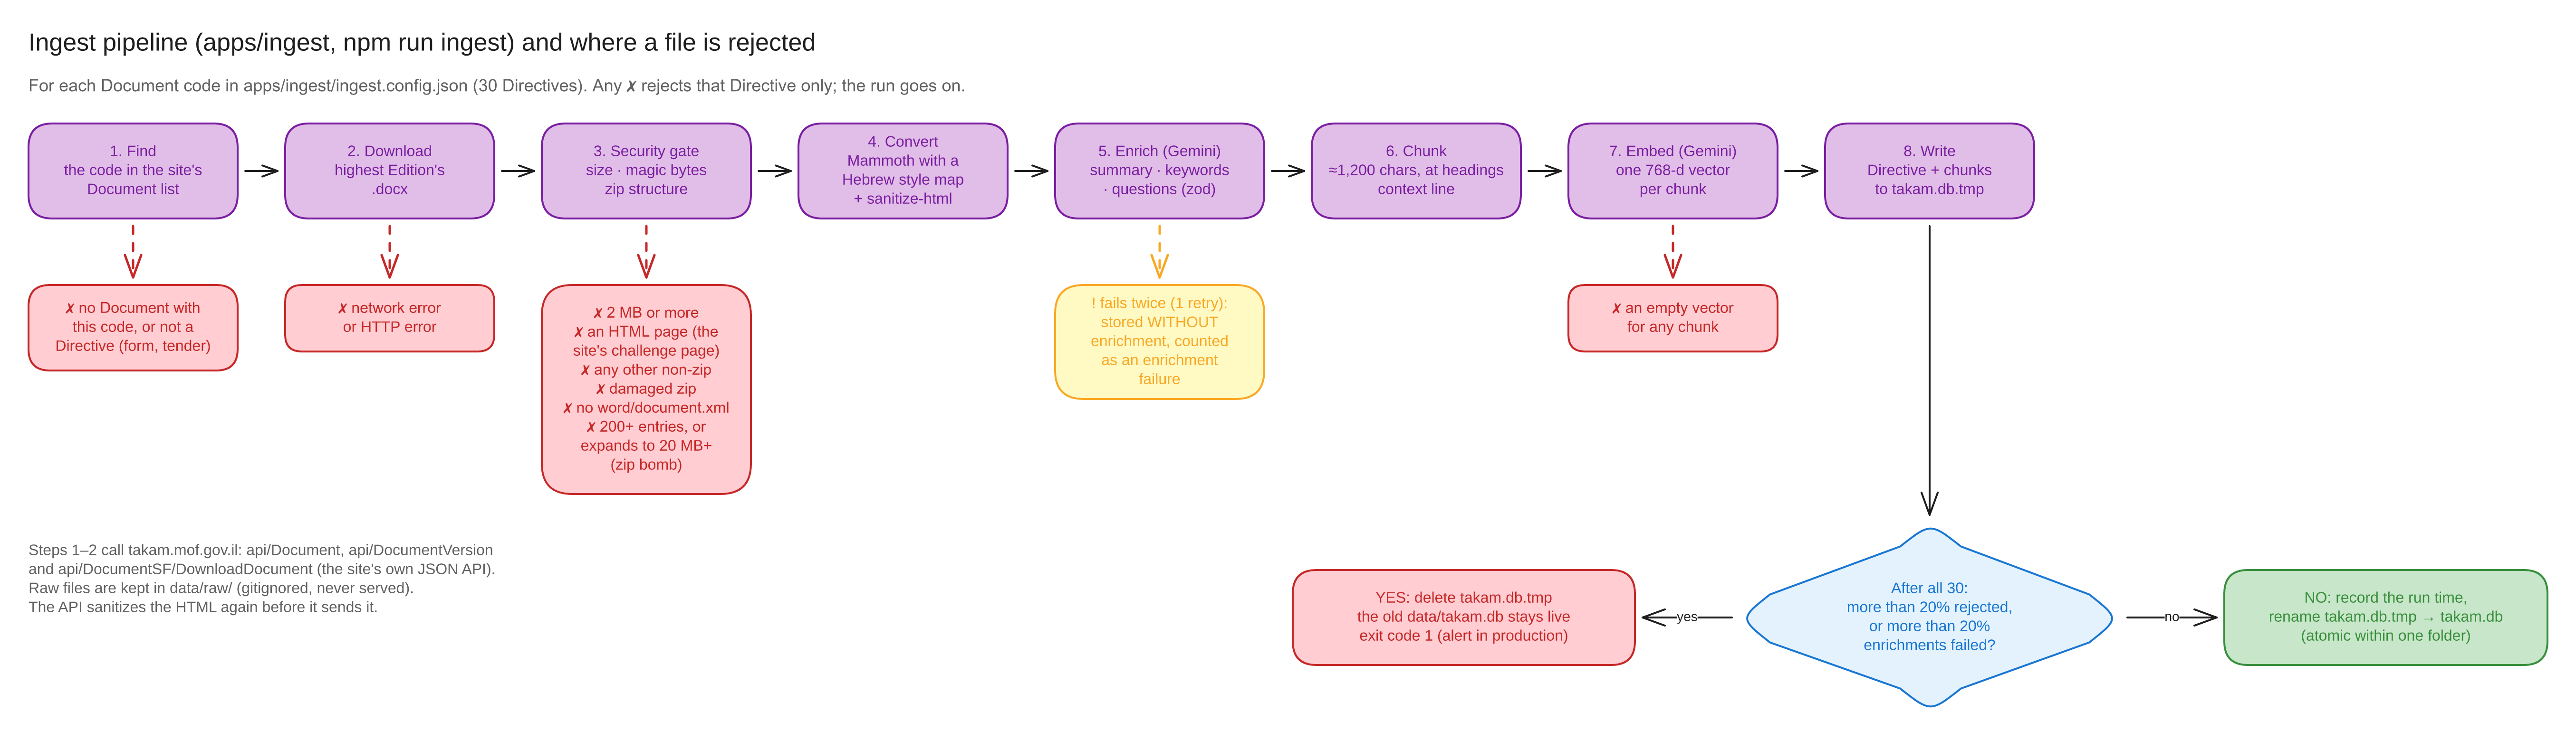 Ingest pipeline (apps/ingest, npm run ingest) and where a file is rejected
For each Document code in apps/ingest/ingest.config.json (30 Directives). Any ✗ rejects that Directive only; the run goes on.
1. Find
the code in the site's
Document list
2. Download
highest Edition's
.docx
3. Security gate
size · magic bytes
zip structure
4. Convert
Mammoth with a
Hebrew style map
+ sanitize-html
5. Enrich (Gemini)
summary · keywords
· questions (zod)
6. Chunk
≈1,200 chars, at headings
context line
7. Embed (Gemini)
one 768-d vector
per chunk
8. Write
Directive + chunks
to takam.db.tmp
✗ no Document with
this code, or not a
Directive (form, tender)
✗ network error
or HTTP error
✗ 2 MB or more
✗ an HTML page (the
site's challenge page)
✗ any other non-zip
✗ damaged zip
✗ no word/document.xml
✗ 200+ entries, or
expands to 20 MB+
(zip bomb)
! fails twice (1 retry):
stored WITHOUT
enrichment, counted
as an enrichment
failure
✗ an empty vector
for any chunk
Steps 1–2 call takam.mof.gov.il: api/Document, api/DocumentVersion
and api/DocumentSF/DownloadDocument (the site's own JSON API).
Raw files are kept in data/raw/ (gitignored, never served).
The API sanitizes the HTML again before it sends it.
YES: delete takam.db.tmp
the old data/takam.db stays live
exit code 1 (alert in production)
yes
After all 30:
more than 20% rejected,
or more than 20%
enrichments failed?
no
NO: record the run time,
rename takam.db.tmp → takam.db
(atomic within one folder)